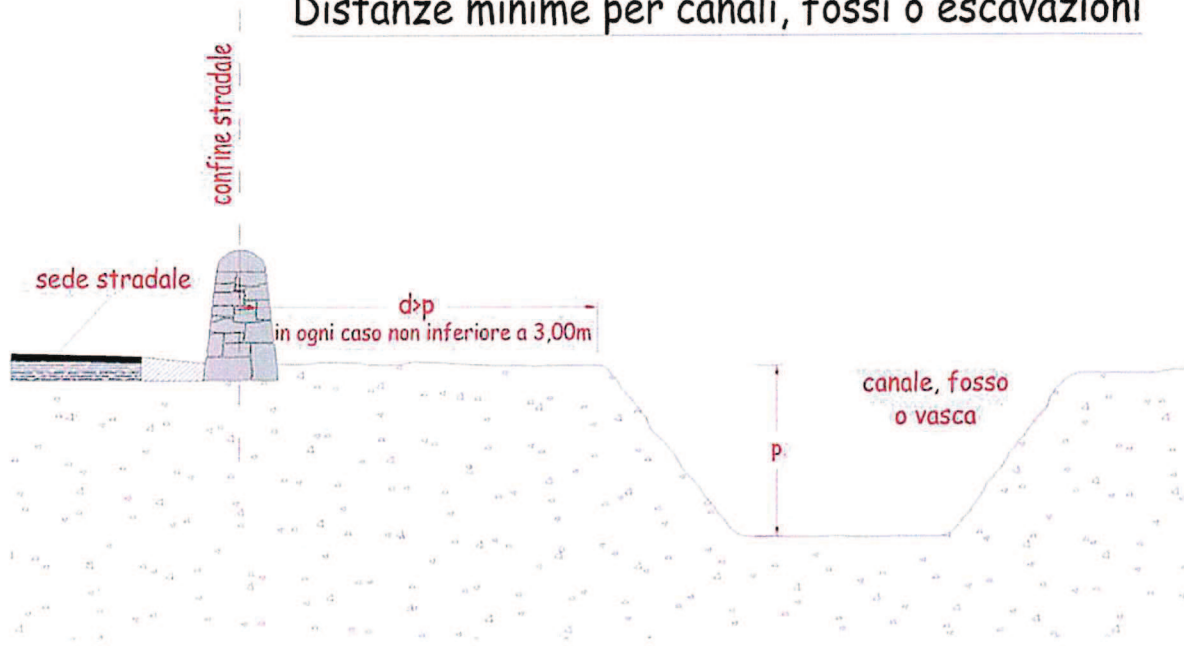 Distanze minime per canali, fossi o escavazioni
confine stradale
sede stradale
d>p
in ogni caso non inferiore a 3,00m
canale, fosso
o vasca
p